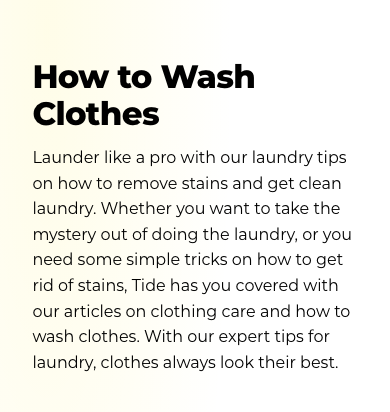 How to Wash
Clothes
Launder like a pro with our laundry tips
on how to remove stains and get clean
laundry. Whether you want to take the
mystery out of doing the laundry, or you
need some simple tricks on how to get
rid of stains, Tide has you covered with
our articles on clothing care and how to
wash clothes. With our expert tips for
laundry, clothes always look their best.